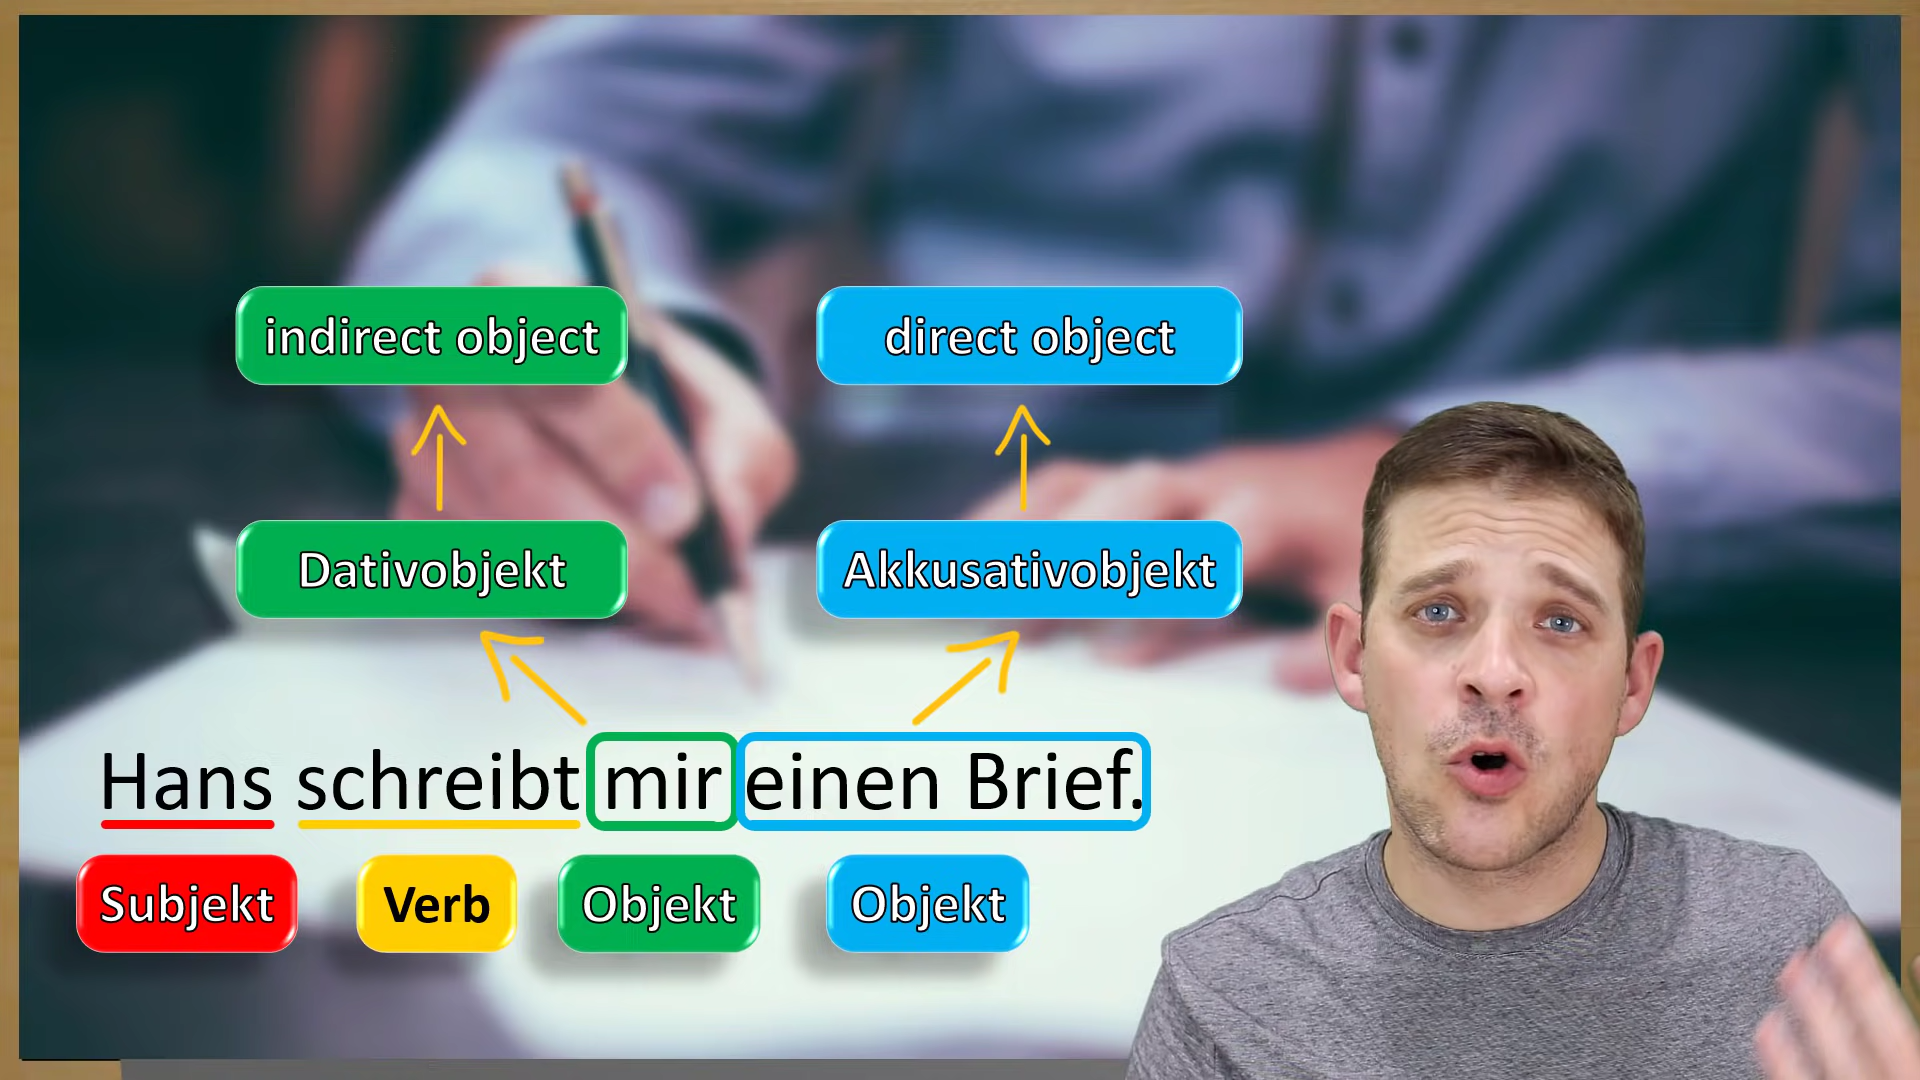 indirect object
direct object
Dativobjekt
Akkusativobjekt
Hans schreibt mir einen Brief.
Subjekt
Verb
Objekt
Objekt